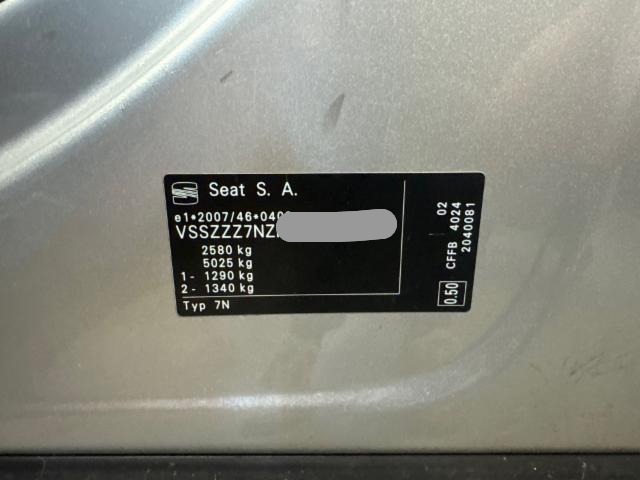 Seat S. A.
e1*2007/46*040
VSSZZZ7NZ
2580 kg
5025 kg
1- 1290 kg
2- 1340 kg
Typ 7N
02
CFFB 4024
2040081
0.50